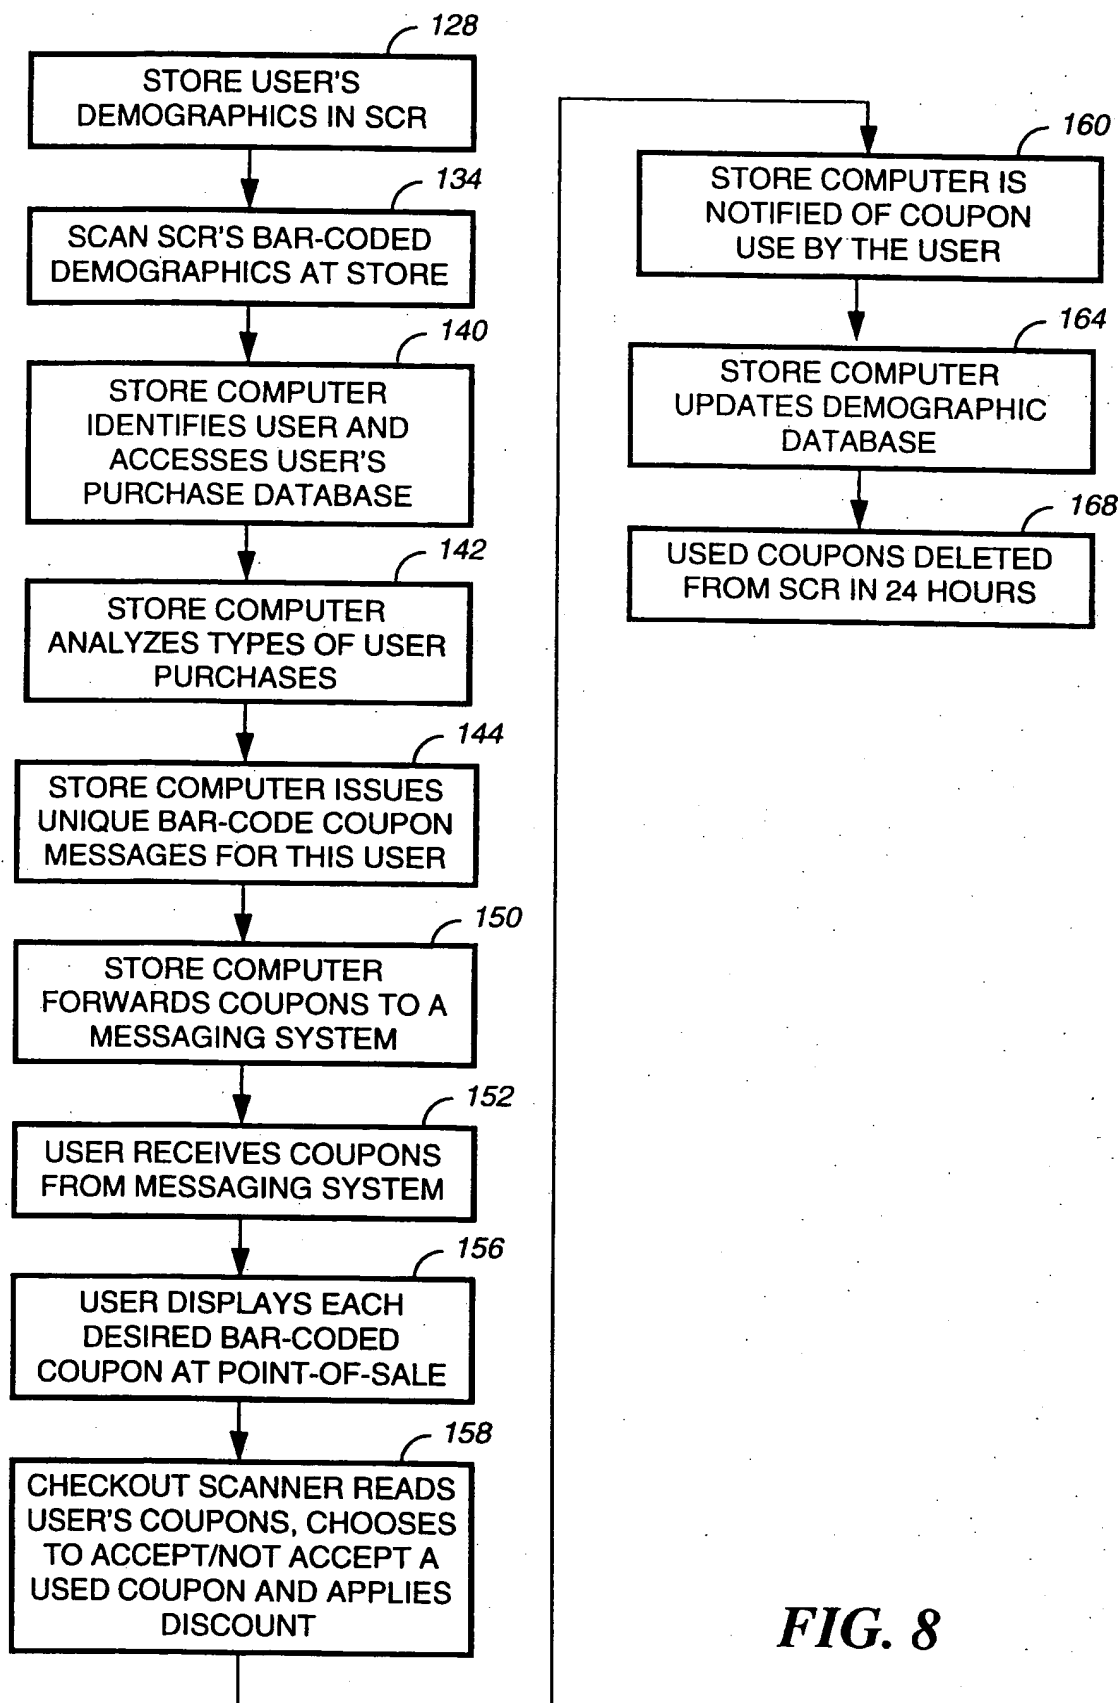 128
STORE USER'S
DEMOGRAPHICS IN SCR
134
SCAN SCR'S BAR-CODED
DEMOGRAPHICS AT STORE
140
STORE COMPUTER
IDENTIFIES USER AND
ACCESSES USER'S
PURCHASE DATABASE
142
STORE COMPUTER
ANALYZES TYPES OF USER
PURCHASES
144
STORE COMPUTER ISSUES
UNIQUE BAR-CODE COUPON
MESSAGES FOR THIS USER
150
STORE COMPUTER
FORWARDS COUPONS TO A
MESSAGING SYSTEM
152
USER RECEIVES COUPONS
FROM MESSAGING SYSTEM
156
USER DISPLAYS EACH
DESIRED BAR-CODED
COUPON AT POINT-OF-SALE
158
CHECKOUT SCANNER READS
USER'S COUPONS, CHOOSES
TO ACCEPT/NOT ACCEPT A
USED COUPON AND APPLIES
DISCOUNT
160
STORE COMPUTER IS
NOTIFIED OF COUPON
USE BY THE USER
164
STORE COMPUTER
UPDATES DEMOGRAPHIC
DATABASE
168
USED COUPONS DELETED
FROM SCR IN 24 HOURS
FIG. 8